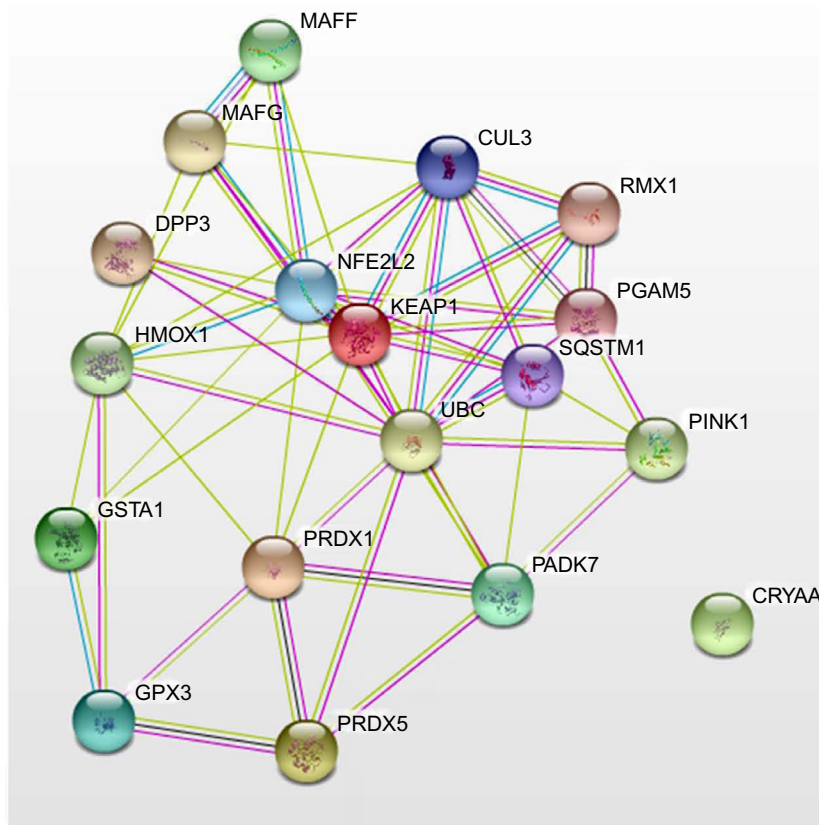 MAFF
MAFG
CUL3
RMX1
DPP3
NFE2L2
PGAM5
KEAP1
HMOX1
SQSTM1
UBC
PINK1
GSTA1
PRDX1
PADK7
CRYAA
GPX3
PRDX5